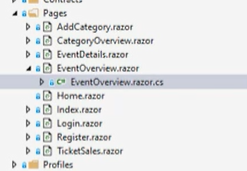 Contracts
Pages
AddCategory.razor
CategoryOverview.razor
EventDetails.razor
EventOverview.razor
C# EventOverview.razor.cs
Home.razor
Index.razor
Login.razor
Register.razor
TicketSales.razor
Profiles